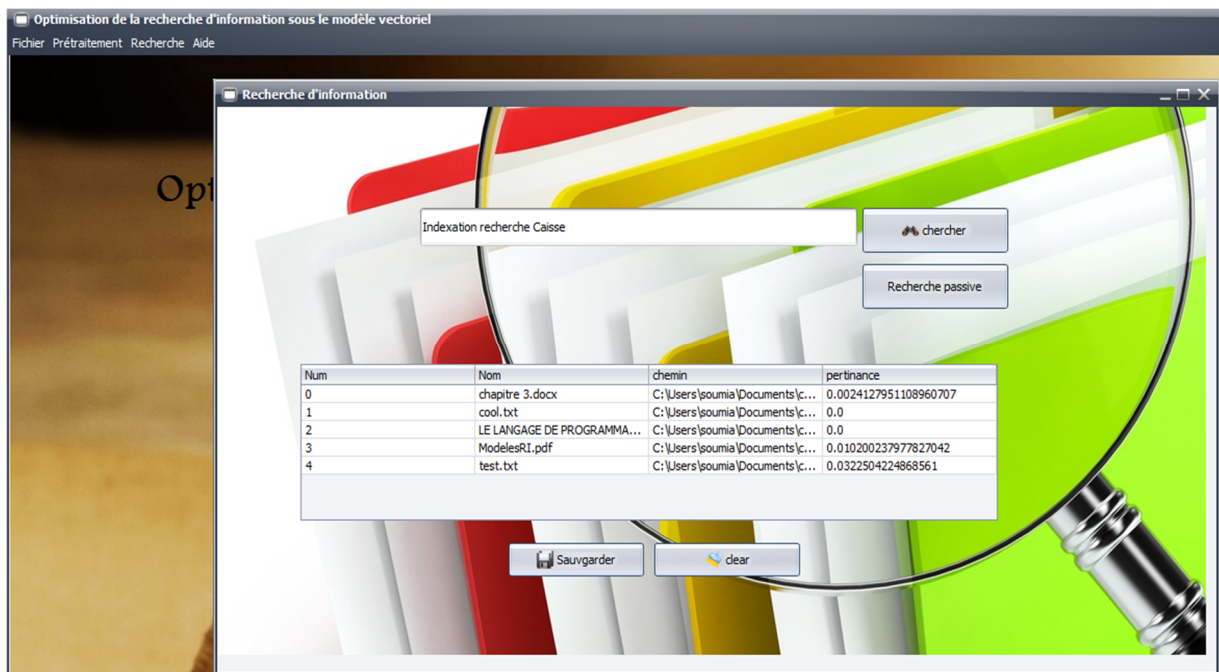 Optimisation de la recherche d'information sous le modèle vectoriel
Fichier Prétraitement Recherche Aide
Recherche d'information
Opt
Indexation recherche Caisse
chercher
Recherche passive
Num Nom chemin pertinance
0 chapitre 3.docx C:\Users\soumia\Documents\c... 0.0024127951108960707
1 cool.txt C:\Users\soumia\Documents\c... 0.0
2 LE LANGAGE DE PROGRAMMA... C:\Users\soumia\Documents\c... 0.0
3 ModelesRI.pdf C:\Users\soumia\Documents\c... 0.010200237977827042
4 test.txt C:\Users\soumia\Documents\c... 0.0322504224868561
Sauvgarder clear